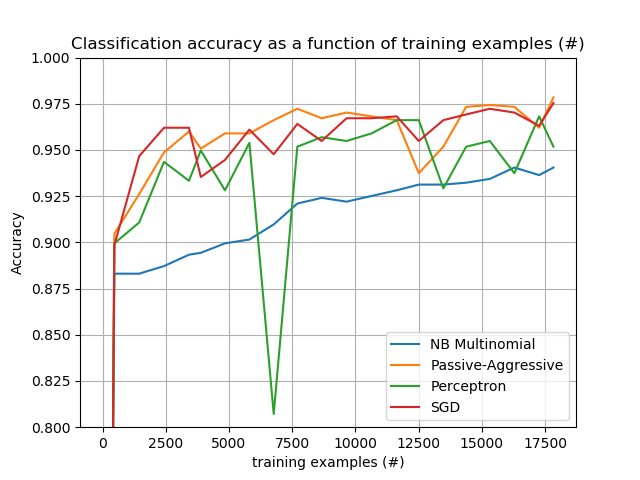 Classification accuracy as a function of training examples (#)
1.000
0.975
0.950
0.925
0.900
0.875
0.850
0.825
0.800
Accuracy
NB Multinomial
Passive-Aggressive
Perceptron
SGD
0 2500 5000 7500 10000 12500 15000 17500
training examples (#)